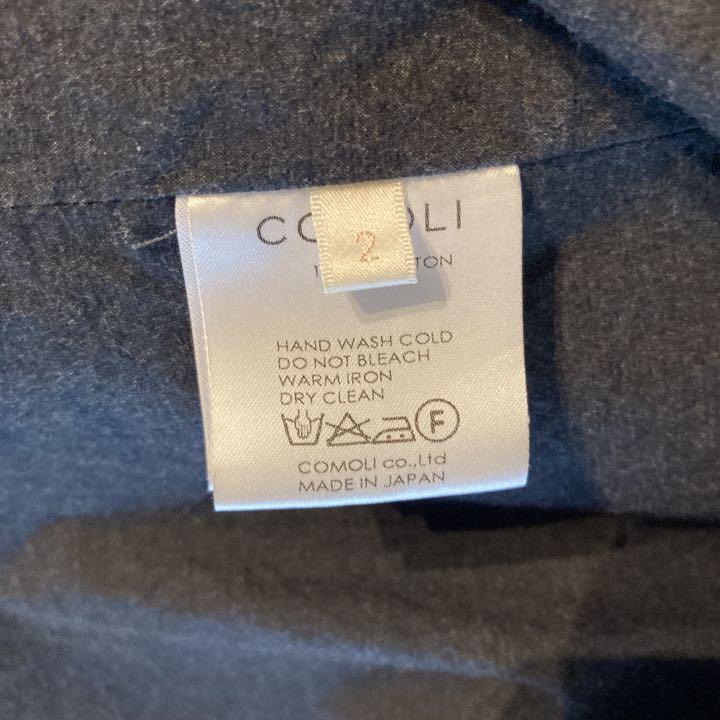 2
HAND WASH COLD
DO NOT BLEACH
WARM IRON
DRY CLEAN
F
COMOLI co.,Ltd
MADE IN JAPAN